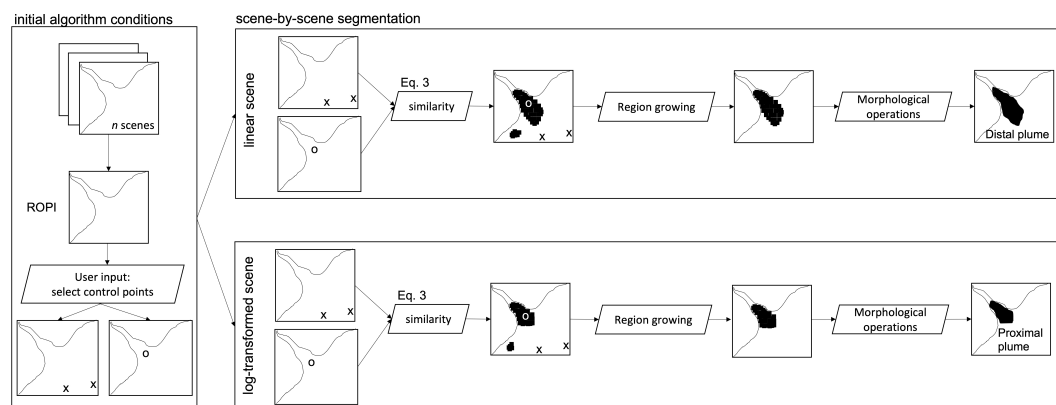 initial algorithm conditions
n scenes
ROPI
User input:
select control points
x
x
o
scene-by-scene segmentation
linear scene
x
x
o
Eq. 3
similarity
o
x
x
Region growing
Morphological
operations
Distal plume
log-transformed scene
x
x
o
Eq. 3
similarity
o
x
x
Region growing
Morphological
operations
Proximal
plume